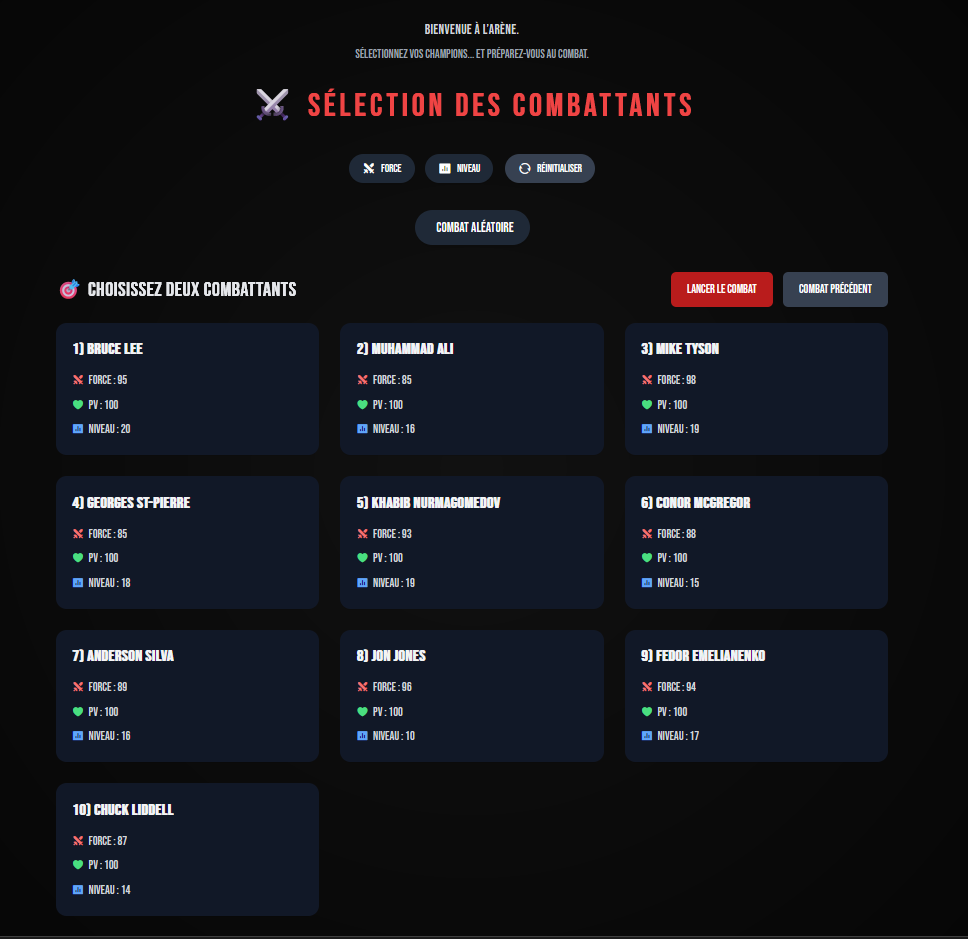 BIENVENUE À L'ARÈNE.
SÉLECTIONNEZ VOS CHAMPIONS... ET PRÉPAREZ-VOUS AU COMBAT.
SÉLECTION DES COMBATTANTS
FORCE NIVEAU RÉINITIALISER
COMBAT ALÉATOIRE
CHOISISSEZ DEUX COMBATTANTS LANCER LE COMBAT COMBAT PRÉCÉDENT
1) BRUCE LEE
FORCE : 95
PV : 100
NIVEAU : 20
2) MUHAMMAD ALI
FORCE : 85
PV : 100
NIVEAU : 16
3) MIKE TYSON
FORCE : 98
PV : 100
NIVEAU : 19
4) GEORGES ST-PIERRE
FORCE : 85
PV : 100
NIVEAU : 18
5) KHABIB NURMAGOMEDOV
FORCE : 93
PV : 100
NIVEAU : 19
6) CONOR MCGREGOR
FORCE : 88
PV : 100
NIVEAU : 15
7) ANDERSON SILVA
FORCE : 89
PV : 100
NIVEAU : 16
8) JON JONES
FORCE : 96
PV : 100
NIVEAU : 10
9) FEDOR EMELIANENKO
FORCE : 94
PV : 100
NIVEAU : 17
10) CHUCK LIDDELL
FORCE : 87
PV : 100
NIVEAU : 14